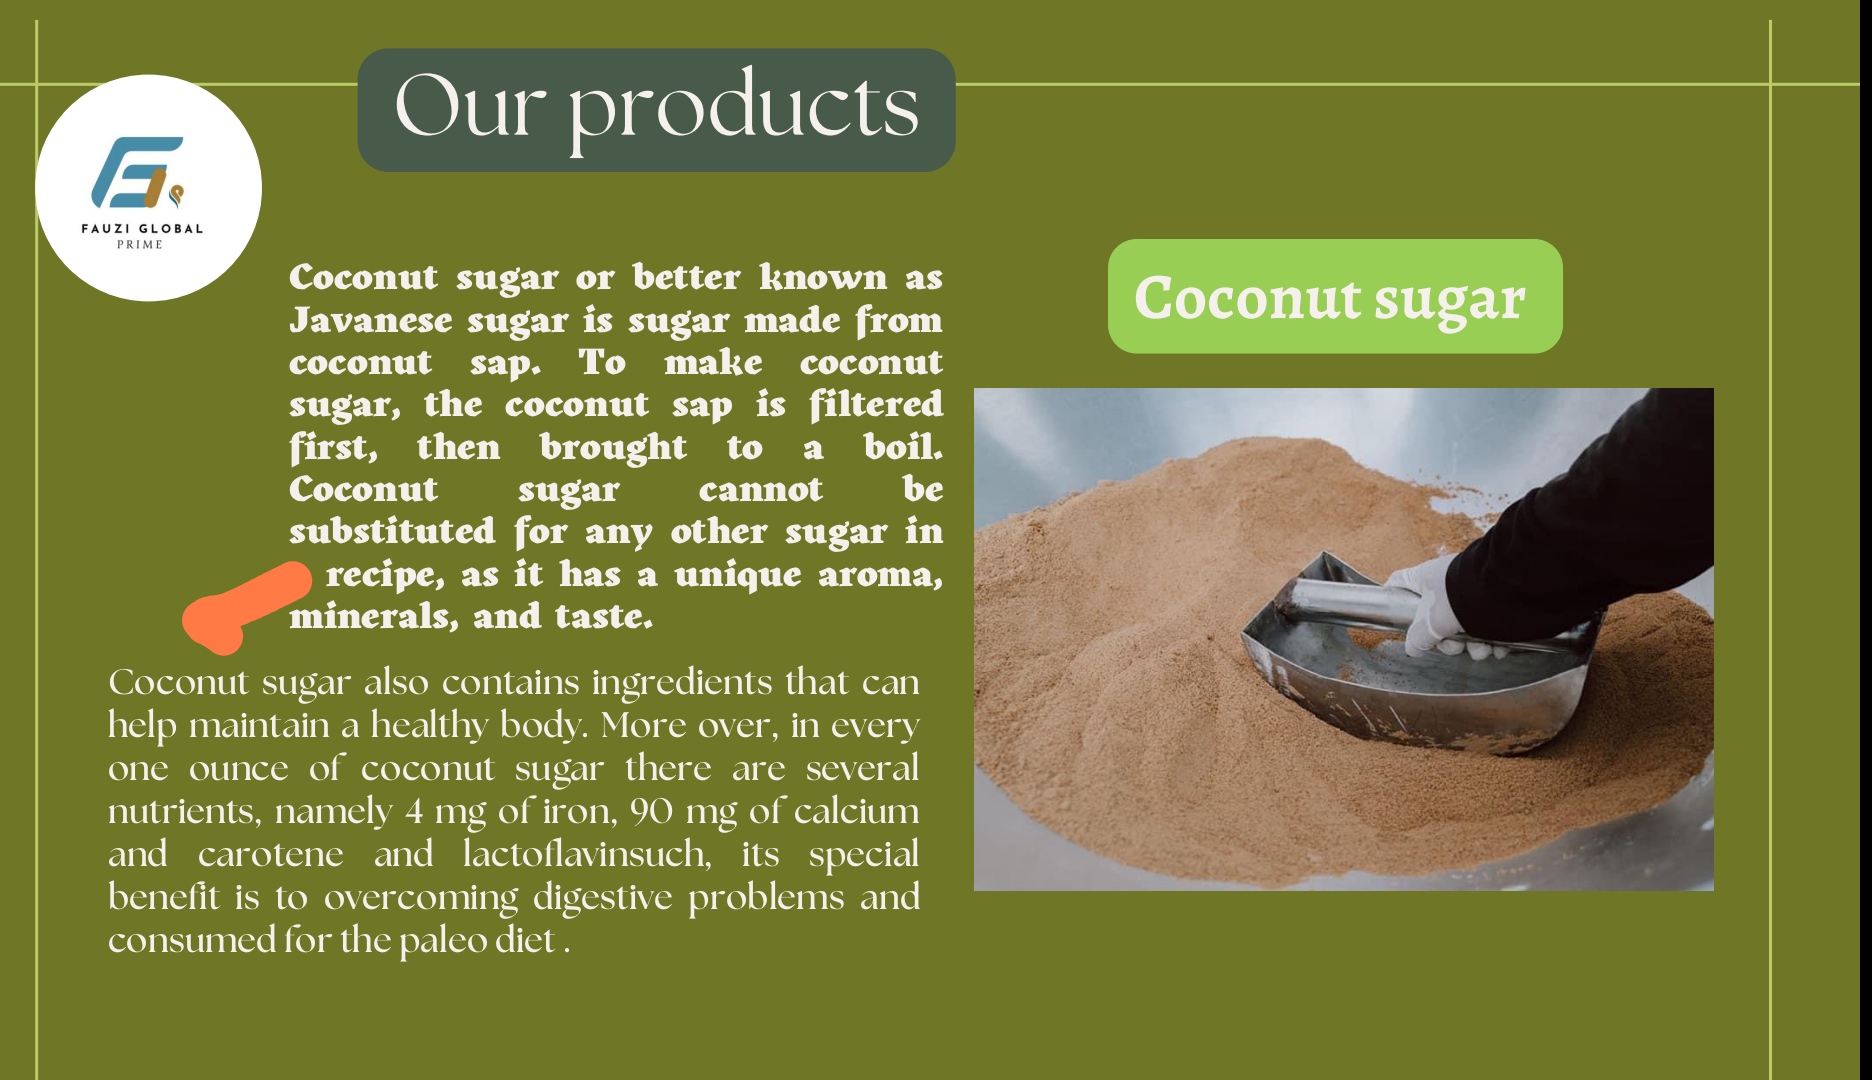 Our products
FAUZI GLOBAL
PRIME
Coconut sugar or better known as
Javanese sugar is sugar made from
coconut sap. To make coconut
sugar, the coconut sap is filtered
first, then brought to a boil.
Coconut sugar cannot be
substituted for any other sugar in
recipe, as it has a unique aroma,
minerals, and taste.
Coconut sugar also contains ingredients that can
help maintain a healthy body. More over, in every
one ounce of coconut sugar there are several
nutrients, namely 4 mg of iron, 90 mg of calcium
and carotene and lactoflavinsuch, its special
benefit is to overcoming digestive problems and
consumed for the paleo diet .
Coconut sugar